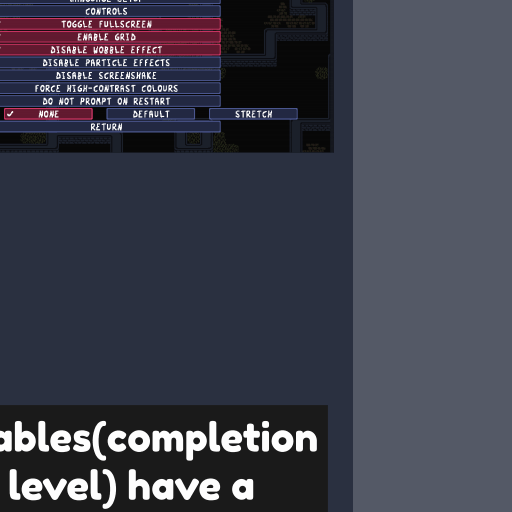 CONTROLS
TOGGLE FULLSCREEN
ENABLE GRID
DISABLE WOBBLE EFFECT
DISABLE PARTICLE EFFECTS
DISABLE SCREENSHAKE
FORCE HIGH-CONTRAST COLOURS
DO NOT PROMPT ON RESTART
NONE DEFAULT STRETCH
RETURN
ables(completion
level) have a